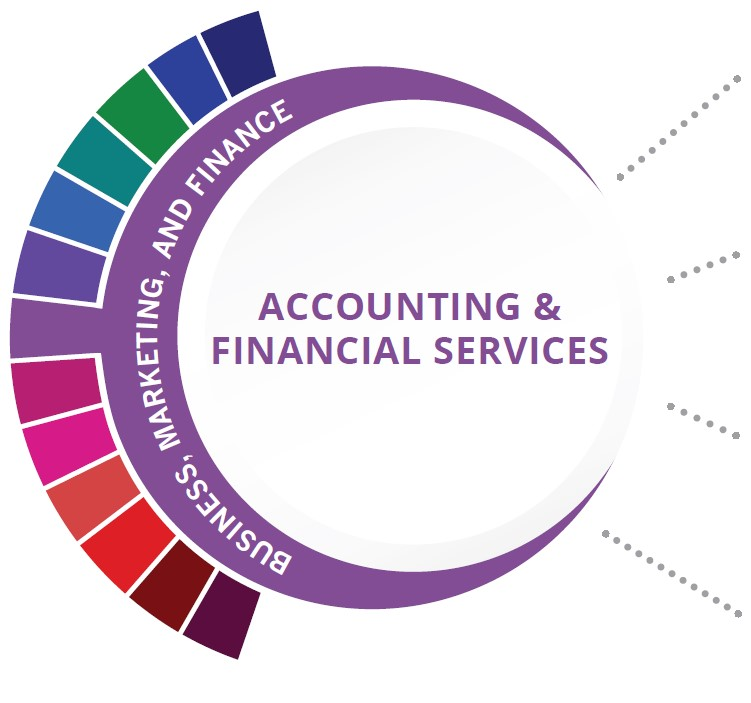 BUSINESS, MARKETING, AND FINANCE
ACCOUNTING &
FINANCIAL SERVICES